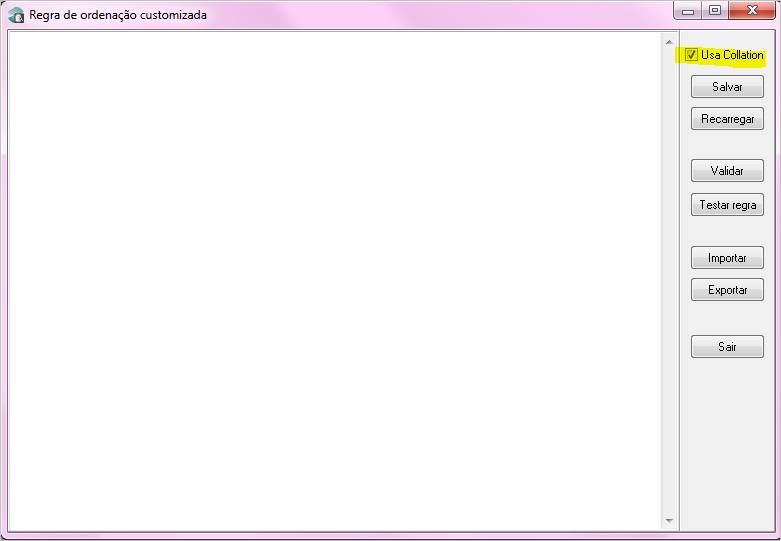 Regra de ordenação customizada
Usa Collation
Salvar
Recarregar
Validar
Testar regra
Importar
Exportar
Sair